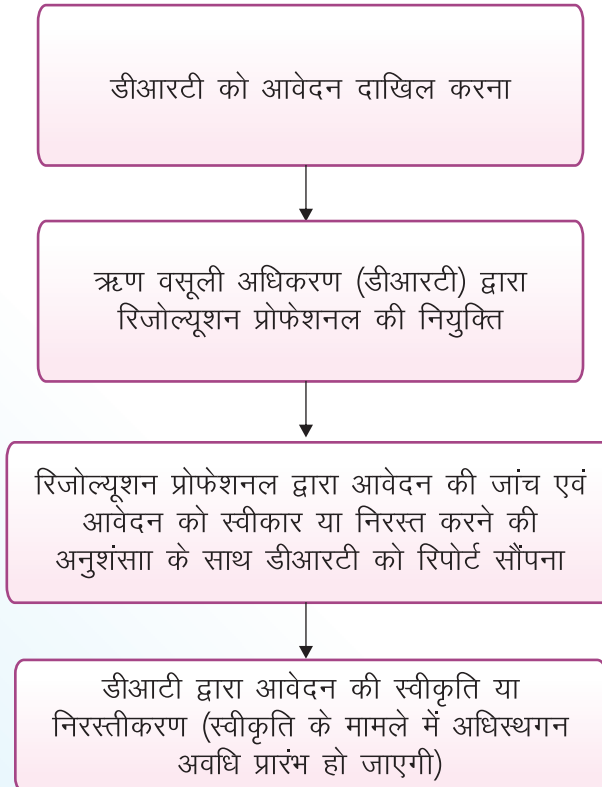 डीआरटी को आवेदन दाखिल करना
ऋण वसूली अधिकरण (डीआरटी) द्वारा
रिजोल्यूशन प्रोफेशनल की नियुक्ति
रिजोल्यूशन प्रोफेशनल द्वारा आवेदन की जांच एवं
आवेदन को स्वीकार या निरस्त करने की
अनुशंसाा के साथ डीआरटी को रिपोर्ट सौंपना
डीआटी द्वारा आवेदन की स्वीकृति या
निरस्तीकरण (स्वीकृति के मामले में अधिस्थगन
अवधि प्रारंभ हो जाएगी)